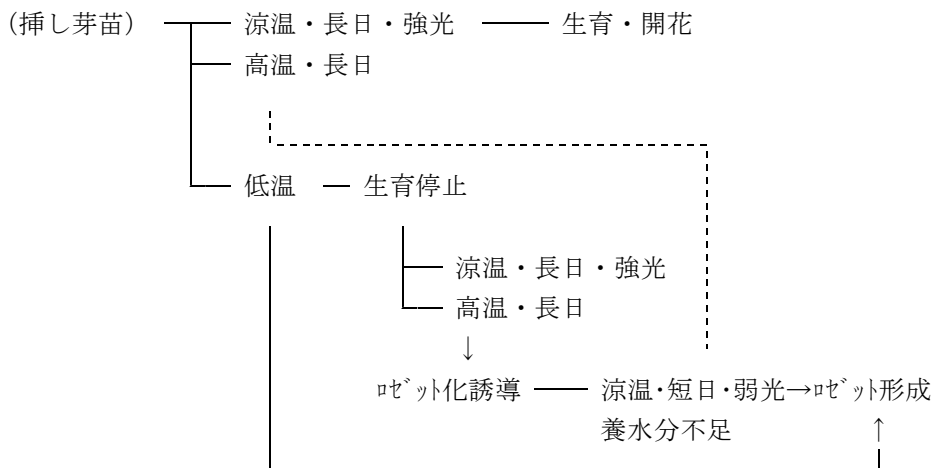 (挿し芽苗) 涼温・長日・強光 生育・開花
高温・長日
低温 生育停止
涼温・長日・強光
高温・長日
↓
ﾛｾﾞｯﾄ化誘導 涼温・短日・弱光→ﾛｾﾞｯﾄ形成
養水分不足 ↑